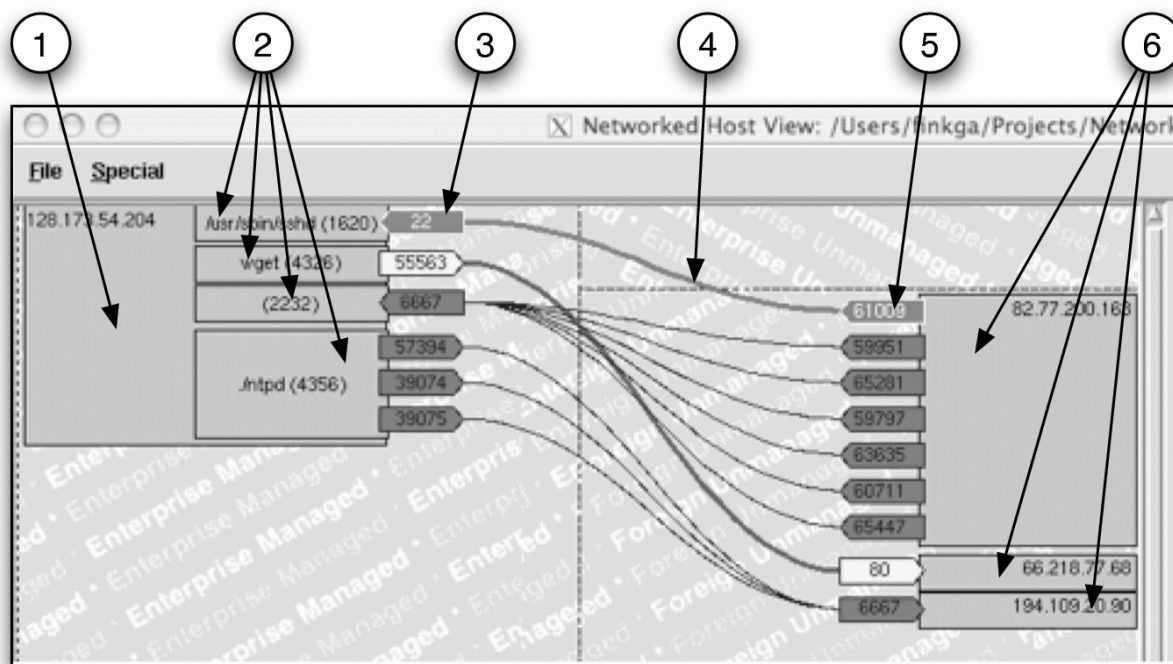 1 2 3 4 5 6
X Networked Host View: /Users/finkga/Projects/Network
File Special
128.173.54.204
/usr/sbin/sshd (1620) 22
wget (4326) 55563
(2232) 6667
57394
./ntpd (4356) 39074
39075
61009 82.77.200.163
59951
65281
59797
63635
60711
65447
80 66.218.77.68
6667 194.109.20.90
Enterprise Managed • Enterprise Managed
Foreign Unmanaged